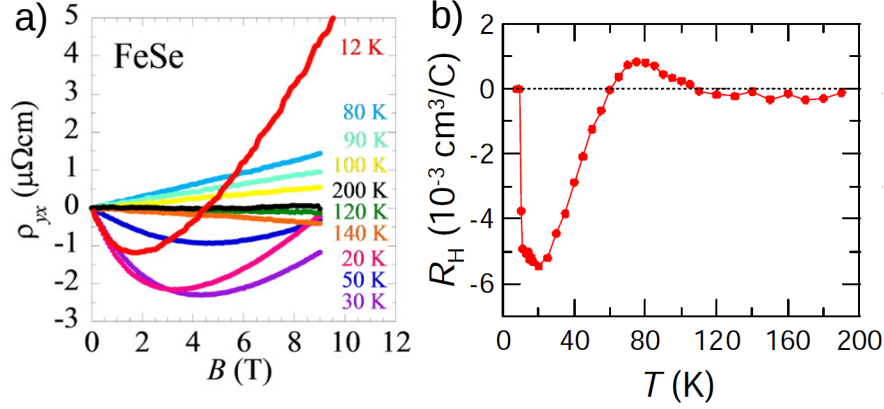 a)
FeSe
5
4
3
2
1
0
-1
-2
-3
ρyx (μΩcm)
12 K
80 K
90 K
100 K
200 K
120 K
140 K
20 K
50 K
30 K
0 2 4 6 8 10 12
B (T)
b)
2
0
-2
-4
-6
RH (10-3 cm3/C)
0 40 80 120 160 200
T (K)